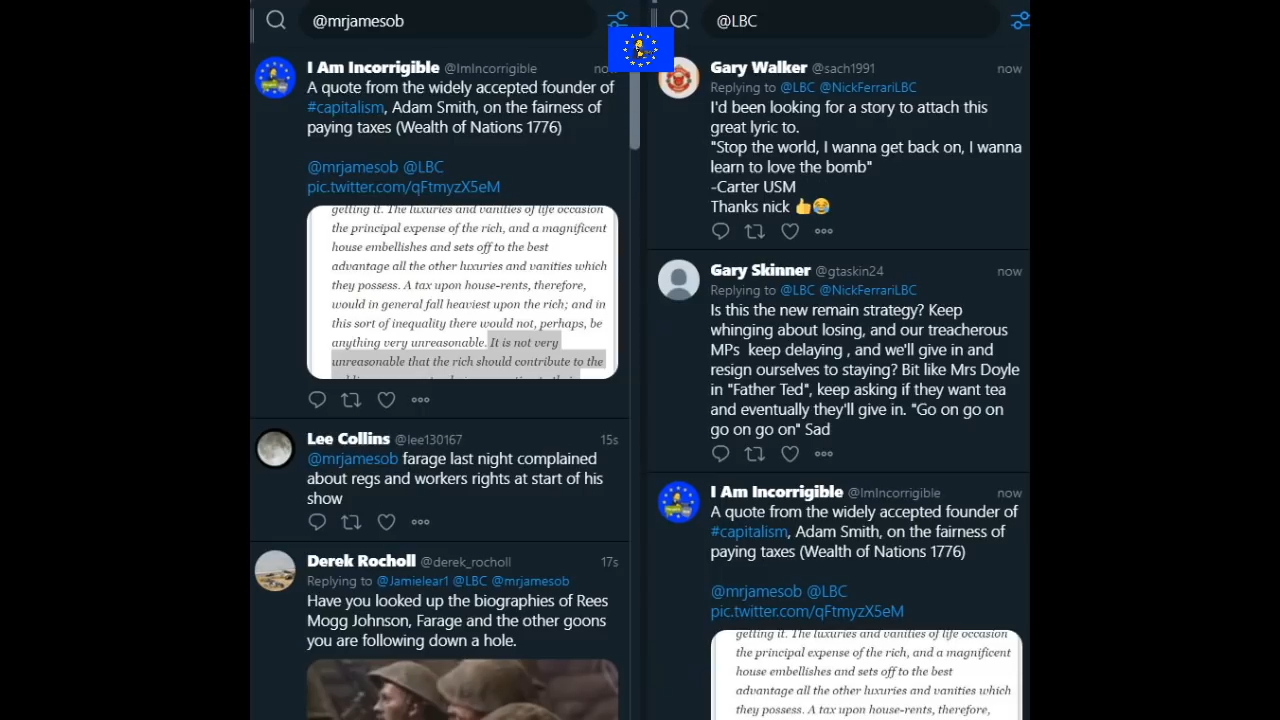 @mrjamesob
I Am Incorrigible @ImIncorrigible now
A quote from the widely accepted founder of
#capitalism, Adam Smith, on the fairness of
paying taxes (Wealth of Nations 1776)
@mrjamesob @LBC
pic.twitter.com/qFtmyzX5eM
getting it. The luxuries and vanities of life occasion
the principal expense of the rich, and a magnificent
house embellishes and sets off to the best
advantage all the other luxuries and vanities which
they possess. A tax upon house-rents, therefore,
would in general fall heaviest upon the rich; and in
this sort of inequality there would not, perhaps, be
anything very unreasonable. It is not very
unreasonable that the rich should contribute to the
Lee Collins @lee130167 15s
@mrjamesob farage last night complained
about regs and workers rights at start of his
show
Derek Rocholl @derek_rocholl 17s
Replying to @Jamielear1 @LBC @mrjamesob
Have you looked up the biographies of Rees
Mogg Johnson, Farage and the other goons
you are following down a hole.
@LBC
Gary Walker @sach1991 now
Replying to @LBC @NickFerrariLBC
I'd been looking for a story to attach this
great lyric to.
"Stop the world, I wanna get back on, I wanna
learn to love the bomb"
-Carter USM
Thanks nick 👍😂
Gary Skinner @gtaskin24 now
Replying to @LBC @NickFerrariLBC
Is this the new remain strategy? Keep
whinging about losing, and our treacherous
MPs keep delaying , and we'll give in and
resign ourselves to staying? Bit like Mrs Doyle
in "Father Ted", keep asking if they want tea
and eventually they'll give in. "Go on go on
go on go on" Sad
I Am Incorrigible @ImIncorrigible now
A quote from the widely accepted founder of
#capitalism, Adam Smith, on the fairness of
paying taxes (Wealth of Nations 1776)
@mrjamesob @LBC
pic.twitter.com/qFtmyzX5eM
getting it. The luxuries and vanities of life occasion
the principal expense of the rich, and a magnificent
house embellishes and sets off to the best
advantage all the other luxuries and vanities which
they possess. A tax upon house-rents, therefore,